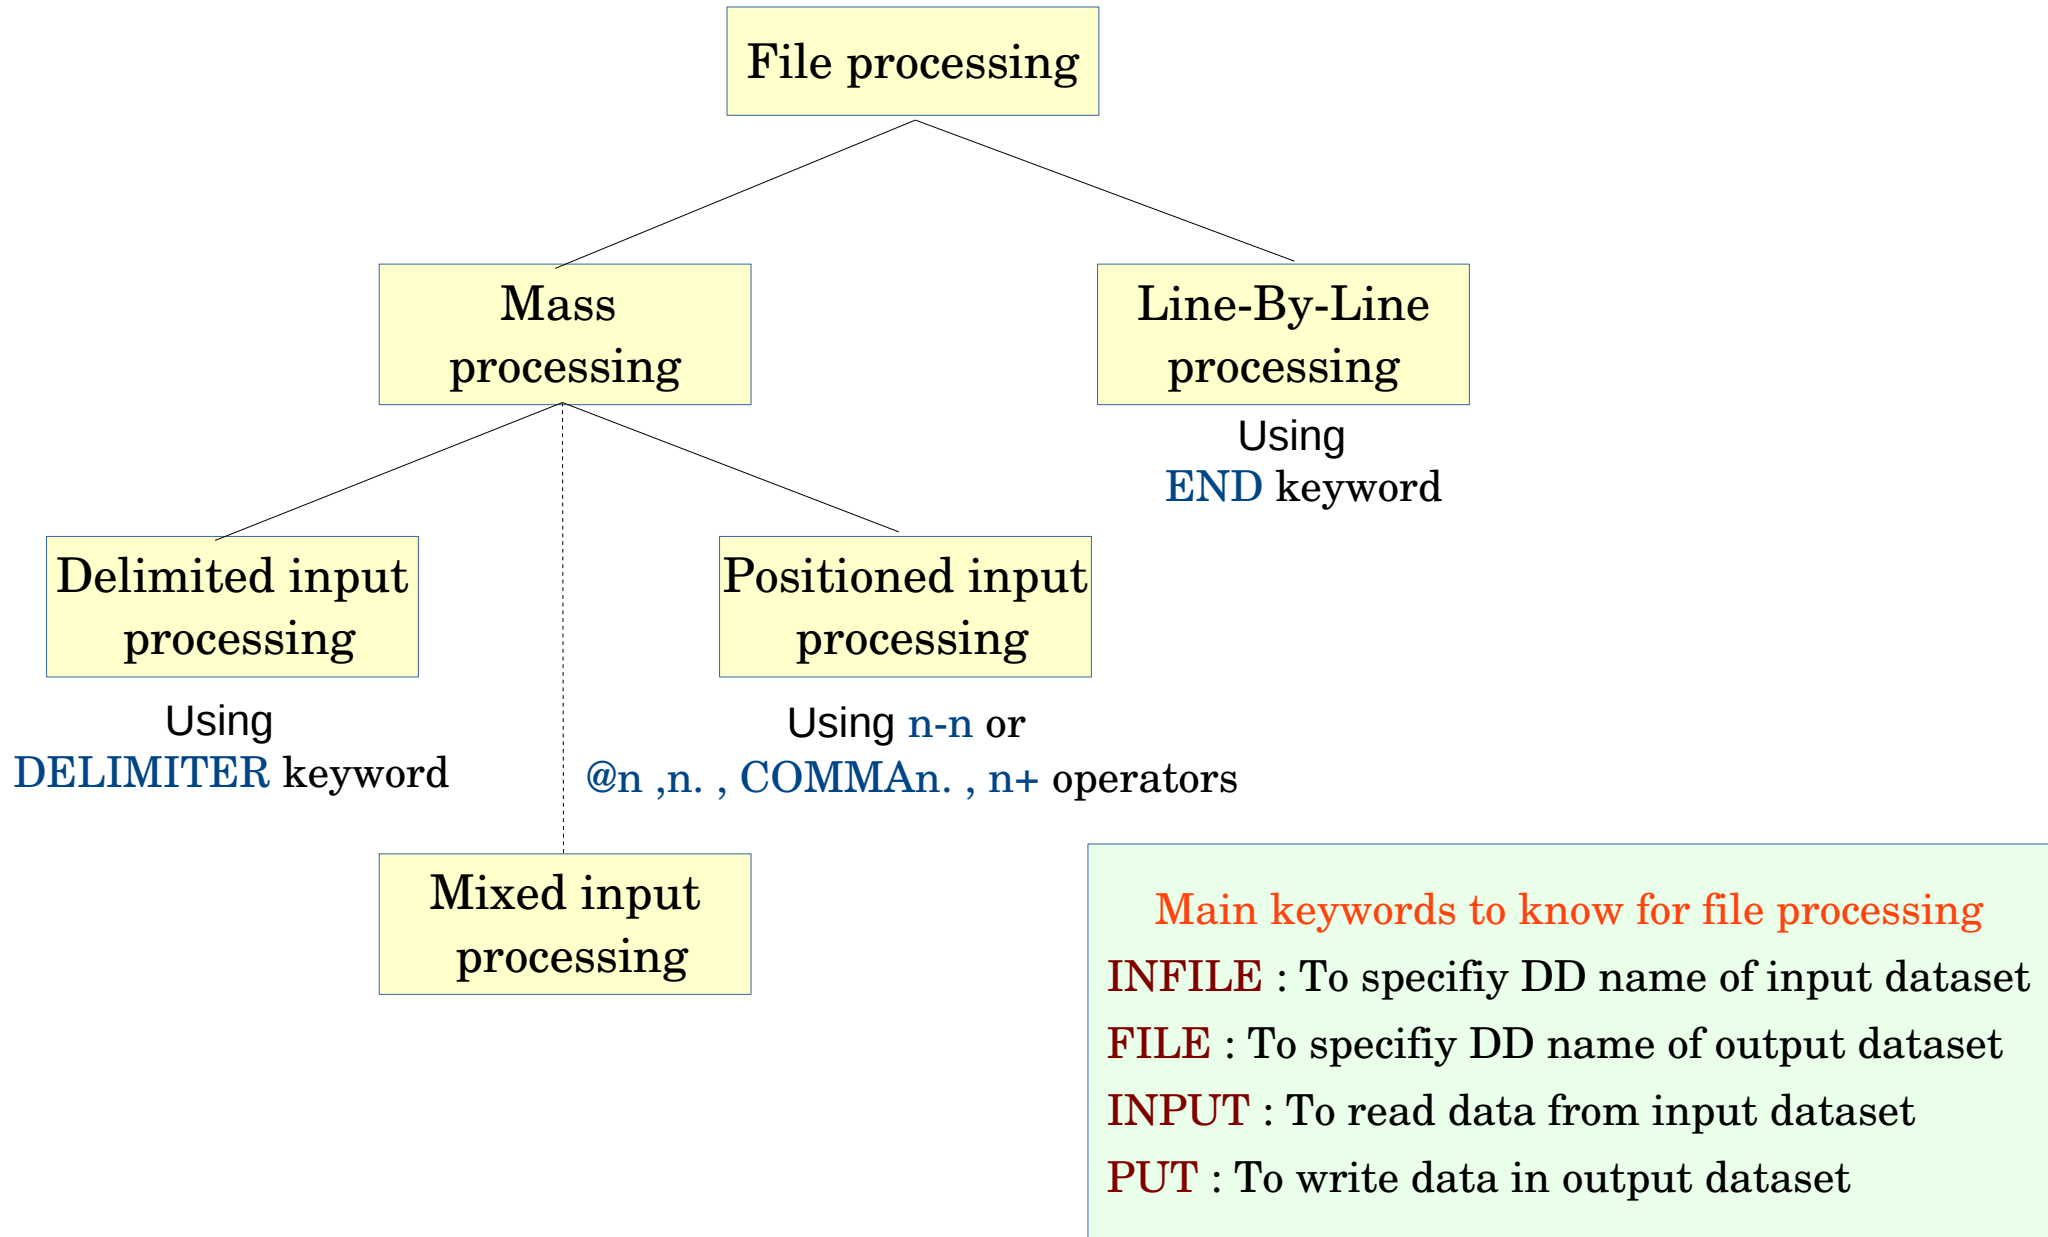 File processing
Mass
processing
Line-By-Line
processing
Using
END keyword
Delimited input
processing
Positioned input
processing
Using
DELIMITER keyword
Using n-n or
@n ,n. , COMMAn. , n+ operators
Mixed input
processing
Main keywords to know for file processing
INFILE : To specifiy DD name of input dataset
FILE : To specifiy DD name of output dataset
INPUT : To read data from input dataset
PUT : To write data in output dataset